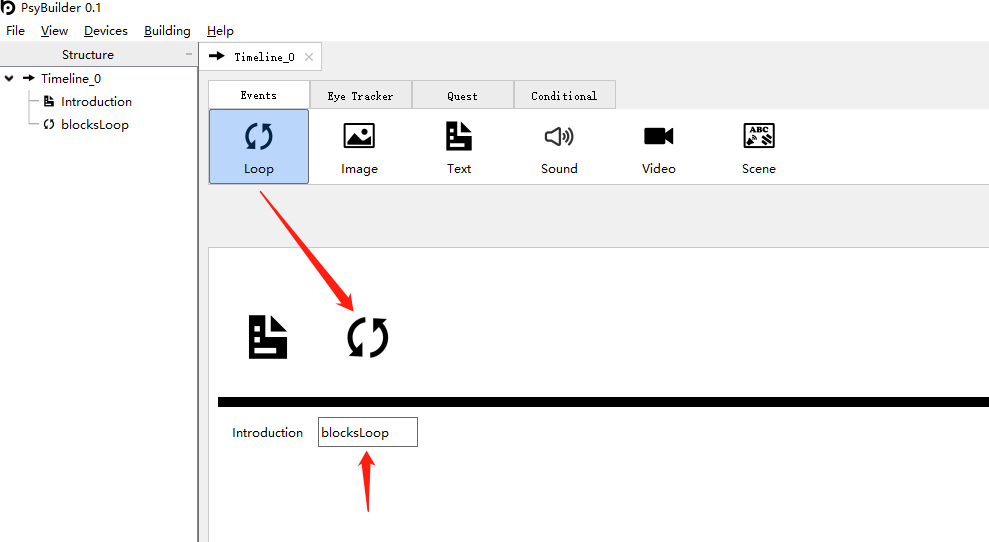 PsyBuilder 0.1
File View Devices Building Help
Structure
Timeline_0
Timeline_0
Introduction
blocksLoop
Events Eye Tracker Quest Conditional
ABC
Loop Image Text Sound Video Scene
Introduction blocksLoop